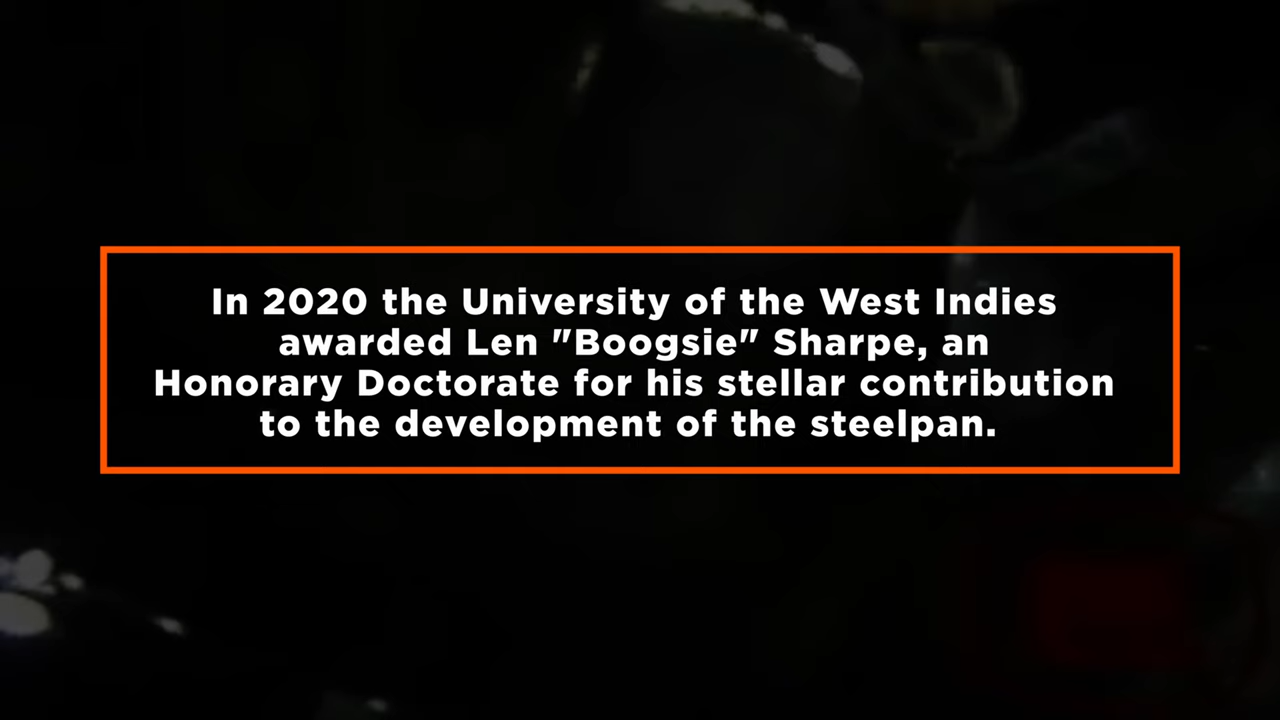 In 2020 the University of the West Indies
awarded Len "Boogsie" Sharpe, an
Honorary Doctorate for his stellar contribution
to the development of the steelpan.